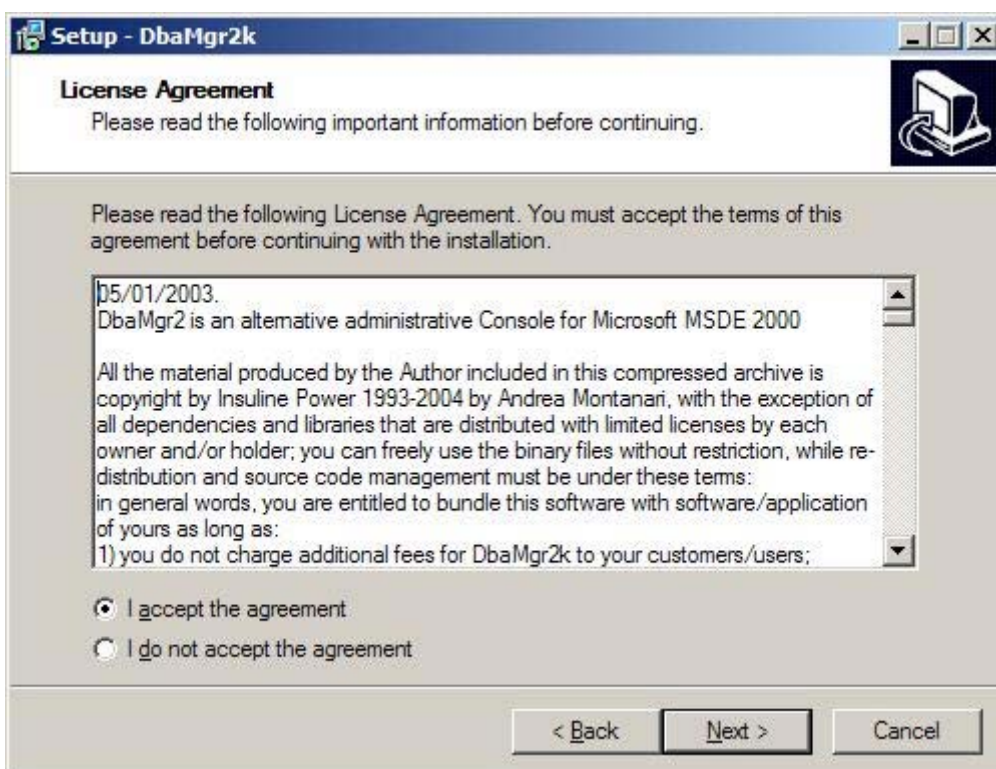 Setup - DbaMgr2k
License Agreement
Please read the following important information before continuing.
Please read the following License Agreement. You must accept the terms of this
agreement before continuing with the installation.
05/01/2003.
DbaMgr2 is an alternative administrative Console for Microsoft MSDE 2000
All the material produced by the Author included in this compressed archive is
copyright by Insuline Power 1993-2004 by Andrea Montanari, with the exception of
all dependencies and libraries that are distributed with limited licenses by each
owner and/or holder; you can freely use the binary files without restriction, while re-
distribution and source code management must be under these terms:
in general words, you are entitled to bundle this software with software/application
of yours as long as:
1) you do not charge additional fees for DbaMgr2k to your customers/users;
I accept the agreement
I do not accept the agreement
< Back
Next >
Cancel